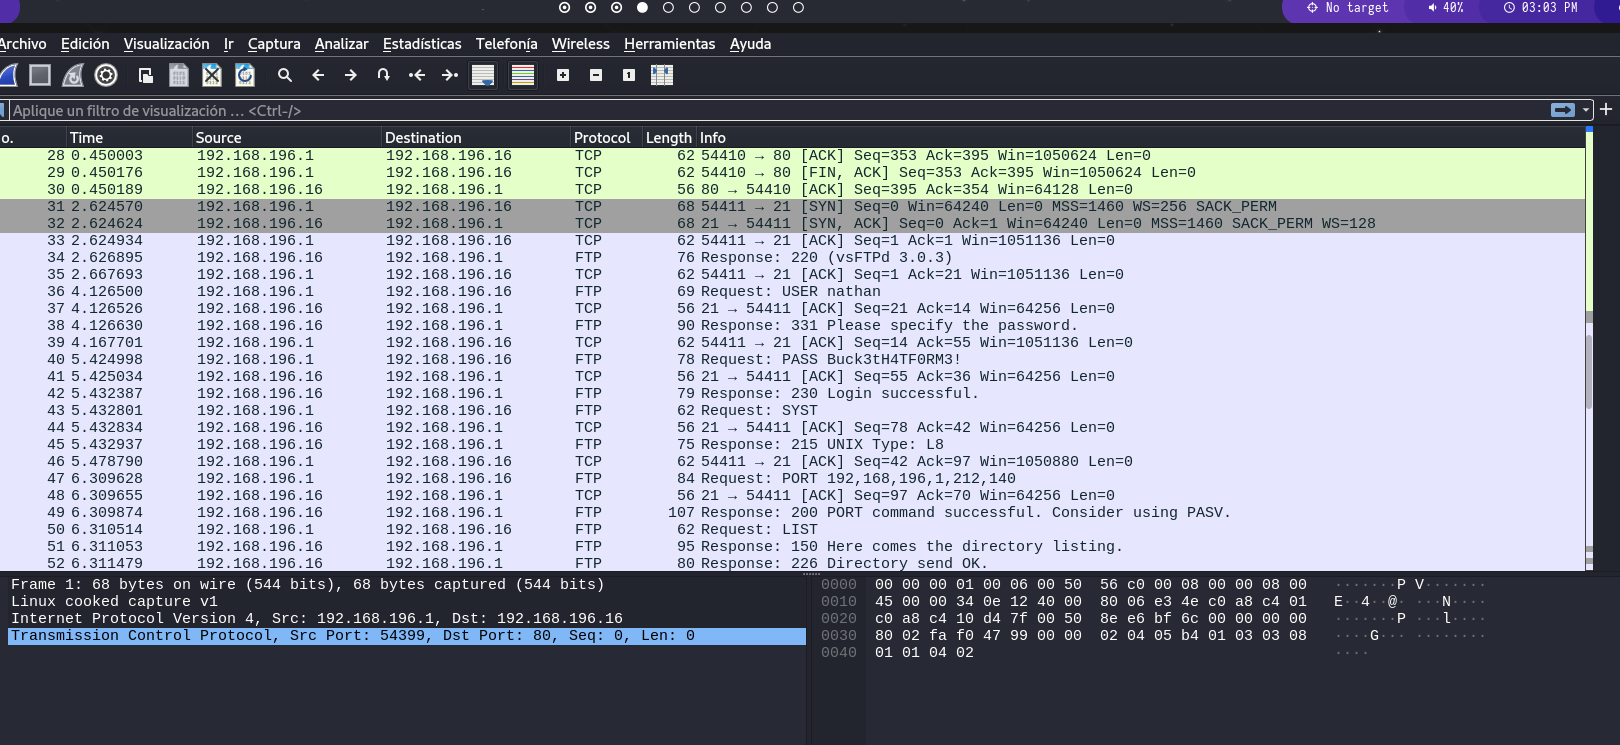 No target 40% 03:03 PM
Archivo Edición Visualización Ir Captura Analizar Estadísticas Telefonía Wireless Herramientas Ayuda
1
Aplique un filtro de visualización … <Ctrl-/>
o. Time Source Destination Protocol Length Info
28 0.450003 192.168.196.1 192.168.196.16 TCP 62 54410 → 80 [ACK] Seq=353 Ack=395 Win=1050624 Len=0
29 0.450176 192.168.196.1 192.168.196.16 TCP 62 54410 → 80 [FIN, ACK] Seq=353 Ack=395 Win=1050624 Len=0
30 0.450189 192.168.196.16 192.168.196.1 TCP 56 80 → 54410 [ACK] Seq=395 Ack=354 Win=64128 Len=0
31 2.624570 192.168.196.1 192.168.196.16 TCP 68 54411 → 21 [SYN] Seq=0 Win=64240 Len=0 MSS=1460 WS=256 SACK_PERM
32 2.624624 192.168.196.16 192.168.196.1 TCP 68 21 → 54411 [SYN, ACK] Seq=0 Ack=1 Win=64240 Len=0 MSS=1460 SACK_PERM WS=128
33 2.624934 192.168.196.1 192.168.196.16 TCP 62 54411 → 21 [ACK] Seq=1 Ack=1 Win=1051136 Len=0
34 2.626895 192.168.196.16 192.168.196.1 FTP 76 Response: 220 (vsFTPd 3.0.3)
35 2.667693 192.168.196.1 192.168.196.16 TCP 62 54411 → 21 [ACK] Seq=1 Ack=21 Win=1051136 Len=0
36 4.126500 192.168.196.1 192.168.196.16 FTP 69 Request: USER nathan
37 4.126526 192.168.196.16 192.168.196.1 TCP 56 21 → 54411 [ACK] Seq=21 Ack=14 Win=64256 Len=0
38 4.126630 192.168.196.16 192.168.196.1 FTP 90 Response: 331 Please specify the password.
39 4.167701 192.168.196.1 192.168.196.16 TCP 62 54411 → 21 [ACK] Seq=14 Ack=55 Win=1051136 Len=0
40 5.424998 192.168.196.1 192.168.196.16 FTP 78 Request: PASS Buck3tH4TF0RM3!
41 5.425034 192.168.196.16 192.168.196.1 TCP 56 21 → 54411 [ACK] Seq=55 Ack=36 Win=64256 Len=0
42 5.432387 192.168.196.16 192.168.196.1 FTP 79 Response: 230 Login successful.
43 5.432801 192.168.196.1 192.168.196.16 FTP 62 Request: SYST
44 5.432834 192.168.196.16 192.168.196.1 TCP 56 21 → 54411 [ACK] Seq=78 Ack=42 Win=64256 Len=0
45 5.432937 192.168.196.16 192.168.196.1 FTP 75 Response: 215 UNIX Type: L8
46 5.478790 192.168.196.1 192.168.196.16 TCP 62 54411 → 21 [ACK] Seq=42 Ack=97 Win=1050880 Len=0
47 6.309628 192.168.196.1 192.168.196.16 FTP 84 Request: PORT 192,168,196,1,212,140
48 6.309655 192.168.196.16 192.168.196.1 TCP 56 21 → 54411 [ACK] Seq=97 Ack=70 Win=64256 Len=0
49 6.309874 192.168.196.16 192.168.196.1 FTP 107 Response: 200 PORT command successful. Consider using PASV.
50 6.310514 192.168.196.1 192.168.196.16 FTP 62 Request: LIST
51 6.311053 192.168.196.16 192.168.196.1 FTP 95 Response: 150 Here comes the directory listing.
52 6.311479 192.168.196.16 192.168.196.1 FTP 80 Response: 226 Directory send OK.
Frame 1: 68 bytes on wire (544 bits), 68 bytes captured (544 bits)
Linux cooked capture v1
Internet Protocol Version 4, Src: 192.168.196.1, Dst: 192.168.196.16
Transmission Control Protocol, Src Port: 54399, Dst Port: 80, Seq: 0, Len: 0
0000 00 00 00 01 00 06 00 50 56 c0 00 08 00 00 08 00 ·······P V·······
0010 45 00 00 34 0e 12 40 00 80 06 e3 4e c0 a8 c4 01 E··4··@· ···N····
0020 c0 a8 c4 10 d4 7f 00 50 8e e6 bf 6c 00 00 00 00 ·······P ···l····
0030 80 02 fa f0 47 99 00 00 02 04 05 b4 01 03 03 08 ····G··· ········
0040 01 01 04 02 ····